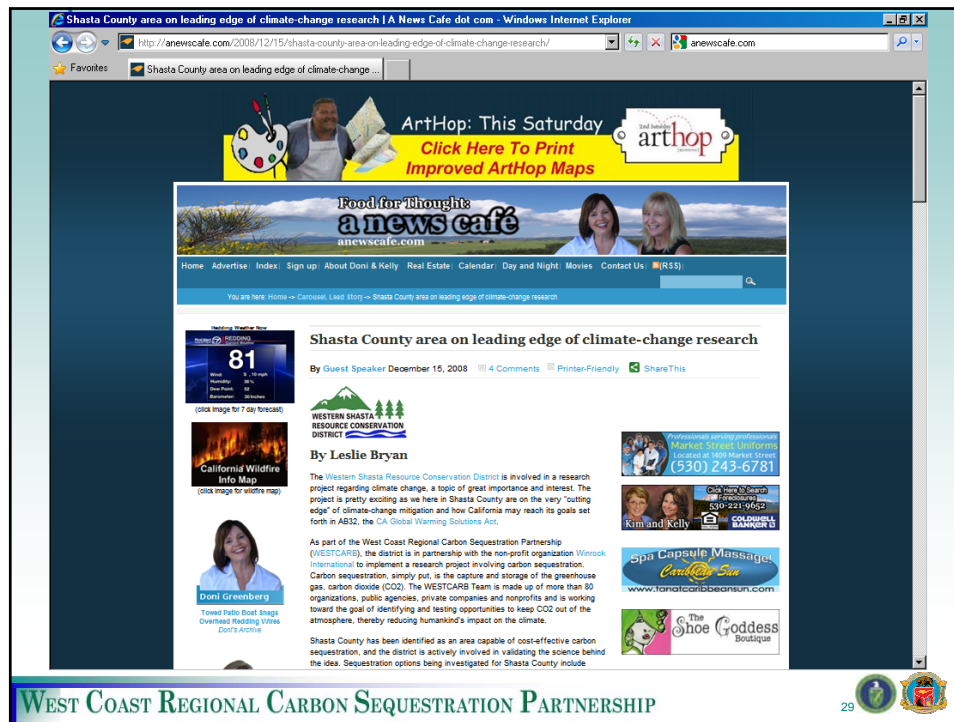 Shasta County area on leading edge of climate-change research | A News Cafe dot com - Windows Internet Explorer
http://anewscafe.com/2008/12/15/shasta-county-area-on-leading-edge-of-climate-change-research/
anewscafe.com
Favorites
Shasta County area on leading edge of climate-change ...
ArtHop: This Saturday
Click Here To Print
Improved ArtHop Maps
2nd Saturday
arthop
Food for Thought:
a news café
anewscafe.com
Home Advertise| Index| Sign up| About Doni & Kelly Real Estate| Calendar| Day and Night| Movies Contact Us| (RSS)|
You are here: Home -> Carousel, Lead Story -> Shasta County area on leading edge of climate-change research
Redding Weather Now
REDDING
81
Wind: 8 , 10 mph
Humidity: 36 %
Dew Point: 52
Barometer: 30 Inches
(click image for 7 day forecast)
California Wildfire
Info Map
(click image for wildfire map)
Doni Greenberg
Towed Patio Boat Snags
Overhead Redding Wires
Doni's Archive
Shasta County area on leading edge of climate-change research
By Guest Speaker December 15, 2008 4 Comments Printer-Friendly ShareThis
WESTERN SHASTA
RESOURCE CONSERVATION
DISTRICT
By Leslie Bryan
The Western Shasta Resource Conservation District is involved in a research
project regarding climate change, a topic of great importance and interest. The
project is pretty exciting as we here in Shasta County are on the very "cutting
edge" of climate-change mitigation and how California may reach its goals set
forth in AB32, the CA Global Warming Solutions Act.
As part of the West Coast Regional Carbon Sequestration Partnership
(WESTCARB), the district is in partnership with the non-profit organization Winrock
International to implement a research project involving carbon sequestration.
Carbon sequestration, simply put, is the capture and storage of the greenhouse
gas, carbon dioxide (CO2). The WESTCARB Team is made up of more than 80
organizations, public agencies, private companies and nonprofits and is working
toward the goal of identifying and testing opportunities to keep CO2 out of the
atmosphere, thereby reducing humankind's impact on the climate.
Shasta County has been identified as an area capable of cost-effective carbon
sequestration, and the district is actively involved in validating the science behind
the idea. Sequestration options being investigated for Shasta County include
Professionals serving professionals
Market Street Uniforms
Located at 1409 Market Street
(530) 243-6781
Click Here to Search
Foreclosures
530-221-9652
Kim and Kelly
COLDWELL
BANKER
Spa Capsule Massage!
Caribbean Sun
www.fanatcaribbeansun.com
The
Shoe Goddess
Boutique
WEST COAST REGIONAL CARBON SEQUESTRATION PARTNERSHIP
29